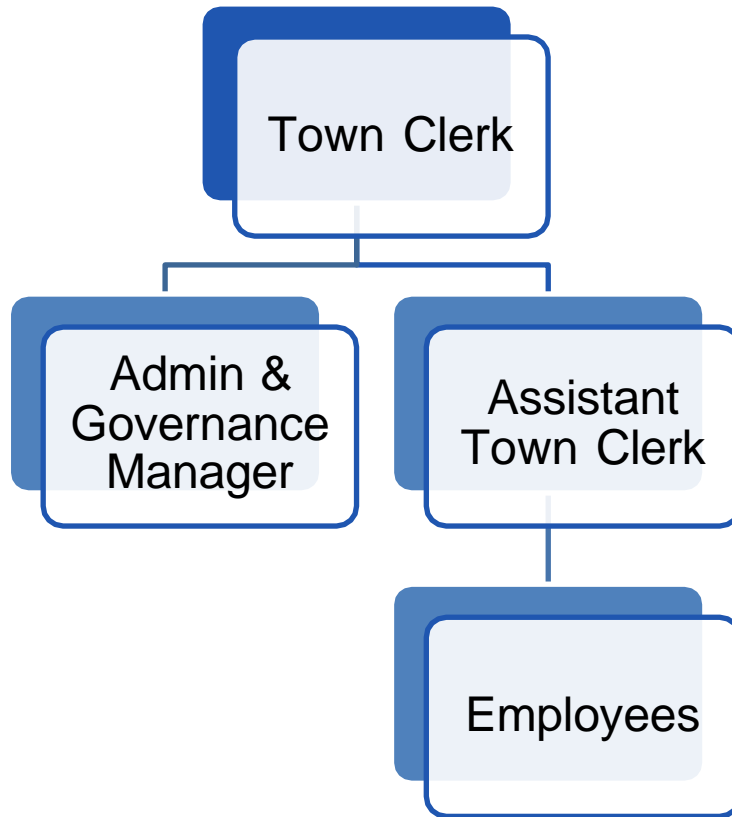 Town Clerk
Admin &
Governance
Manager
Assistant
Town Clerk
Employees